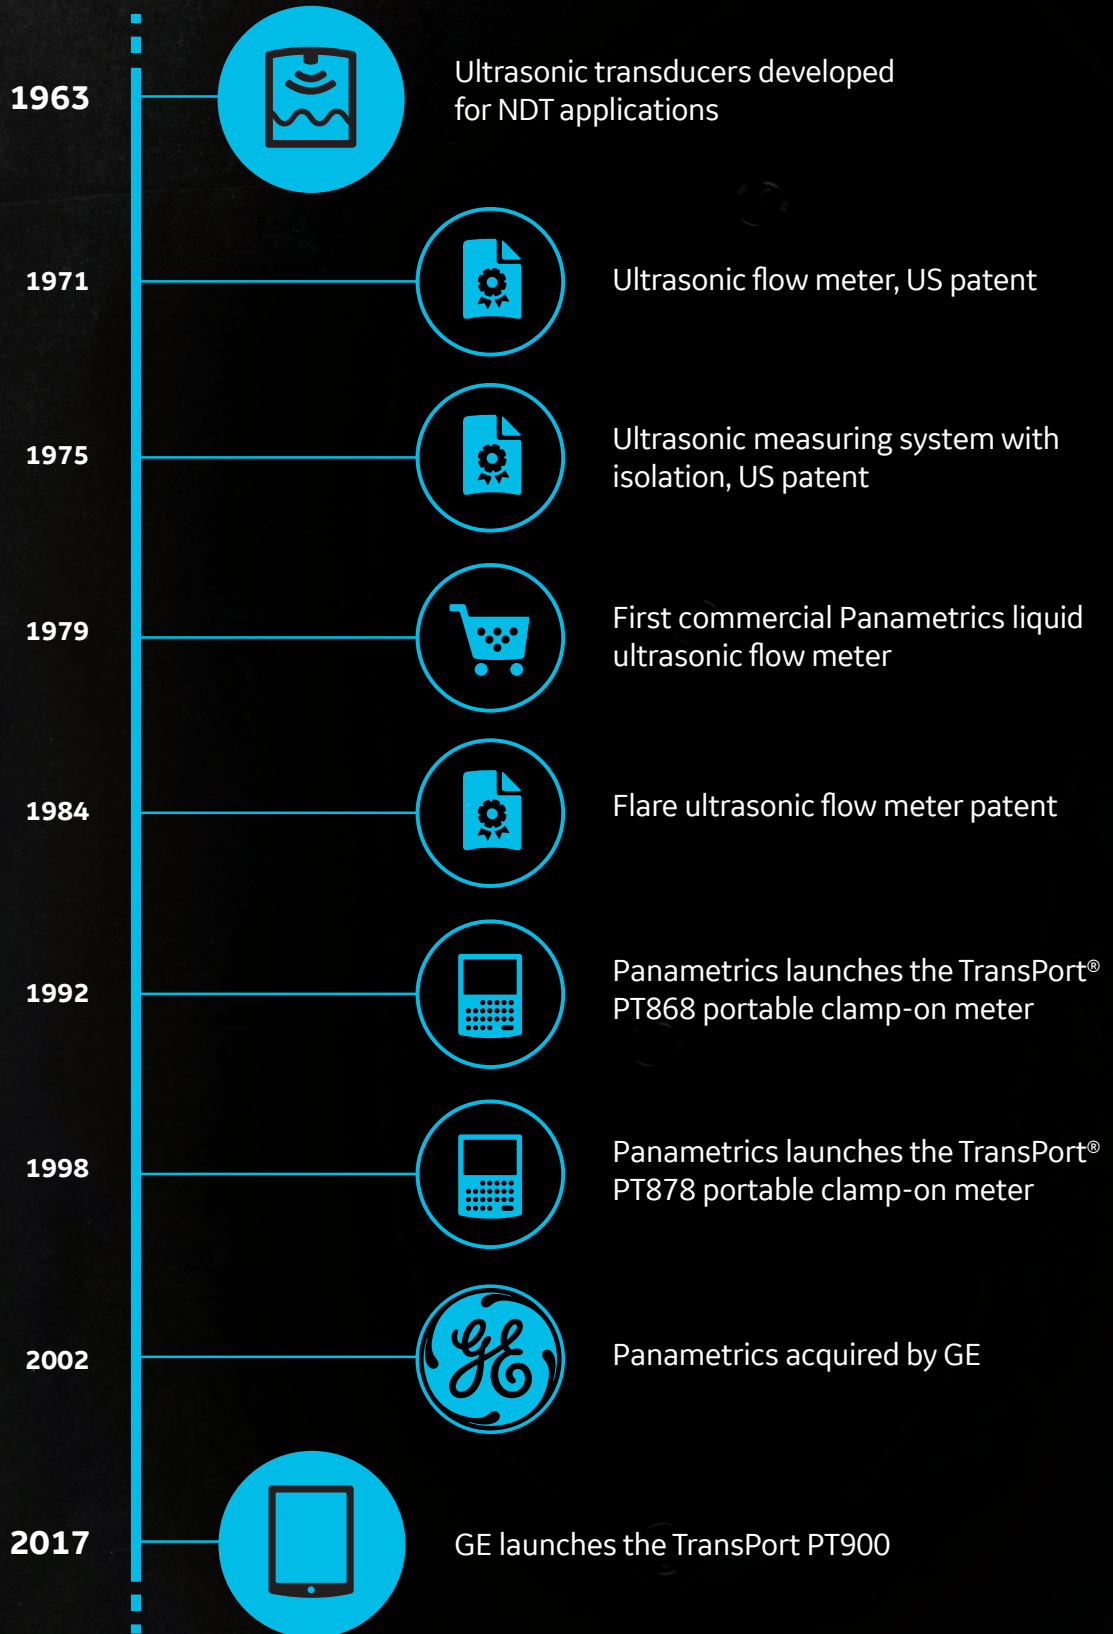 1963
Ultrasonic transducers developed
for NDT applications
1971
Ultrasonic flow meter, US patent
1975
Ultrasonic measuring system with
isolation, US patent
1979
First commercial Panametrics liquid
ultrasonic flow meter
1984
Flare ultrasonic flow meter patent
1992
Panametrics launches the TransPort®
PT868 portable clamp-on meter
1998
Panametrics launches the TransPort®
PT878 portable clamp-on meter
2002
GE
Panametrics acquired by GE
2017
GE launches the TransPort PT900